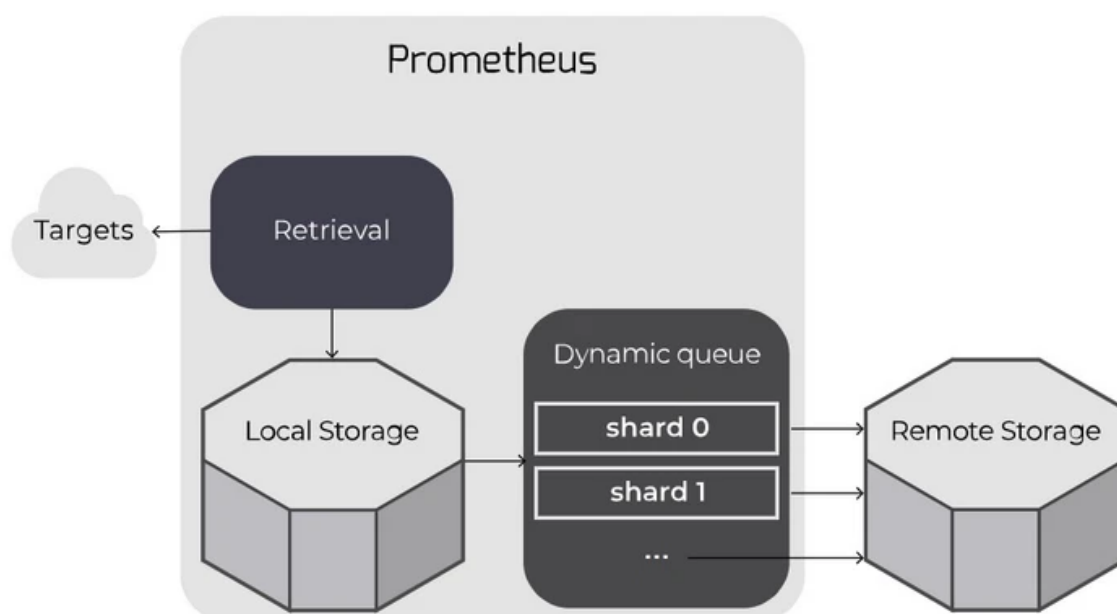 Prometheus
Targets
Retrieval
Dynamic queue
Local Storage
shard 0
shard 1
...
Remote Storage